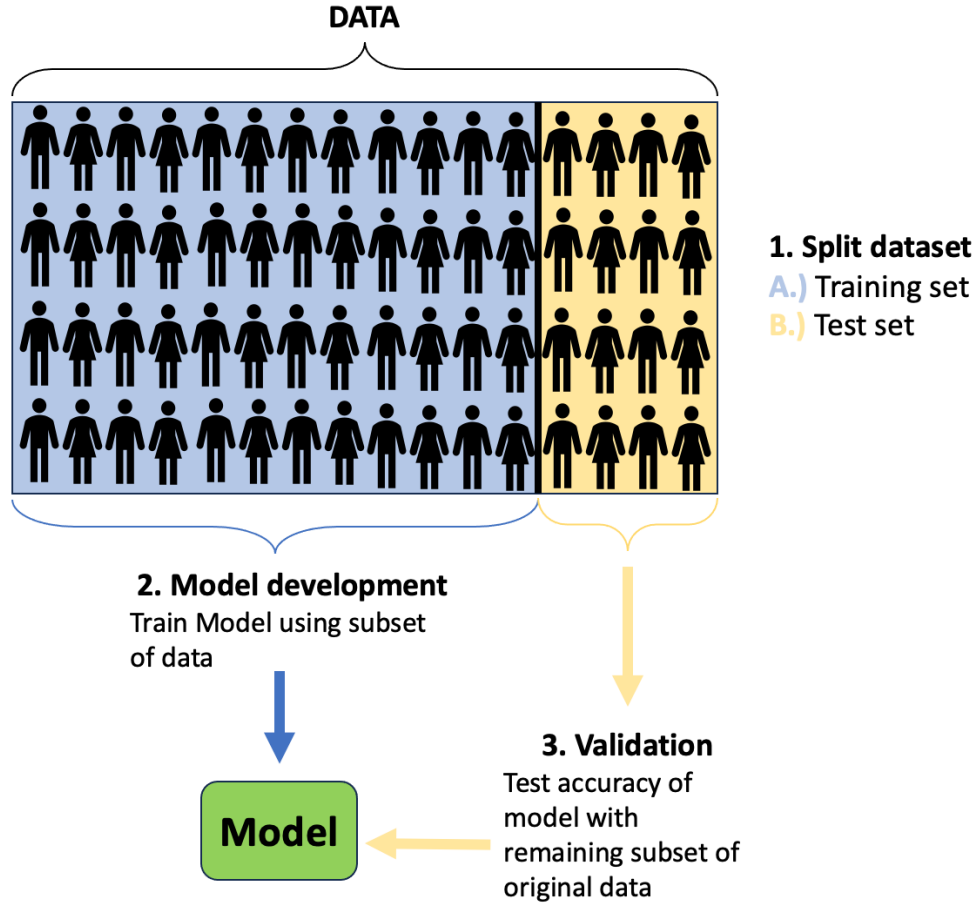 DATA
1. Split dataset
A.) Training set
B.) Test set
2. Model development
Train Model using subset
of data
3. Validation
Test accuracy of
model with
remaining subset of
original data
Model